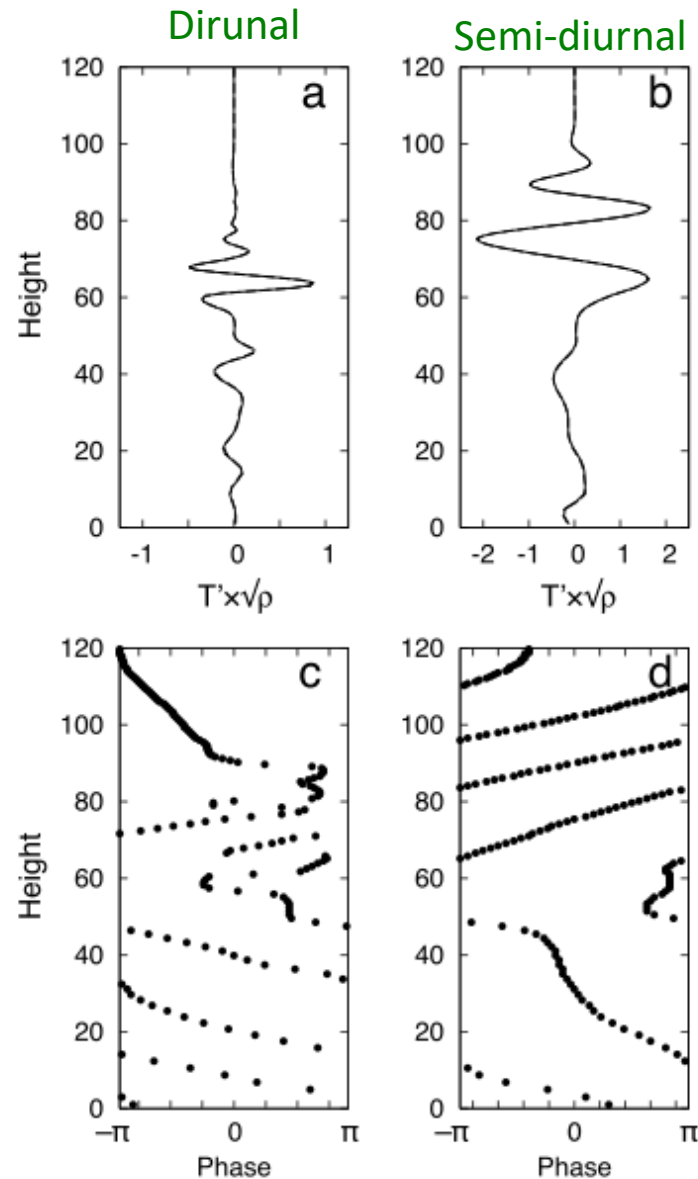 Dirunal Semi-diurnal
120 a 120 b
100 100
80 80
60 60
40 40
20 20
0 0
Height
-1 0 1 -2 -1 0 1 2
T'×√ρ T'×√ρ
120 c 120 d
100 100
80 80
60 60
40 40
20 20
0 0
Height
−π 0 π −π 0 π
Phase Phase